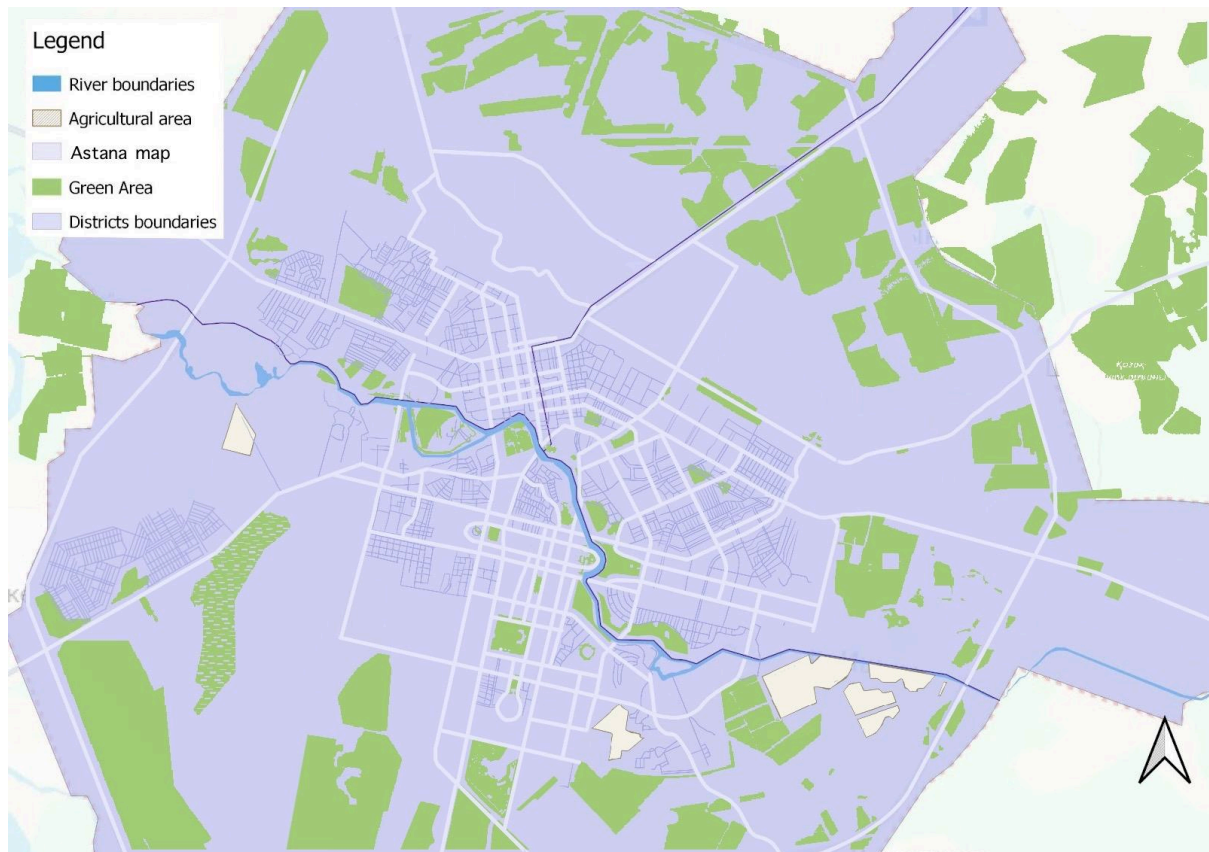 Legend
River boundaries
Agricultural area
Astana map
Green Area
Districts boundaries